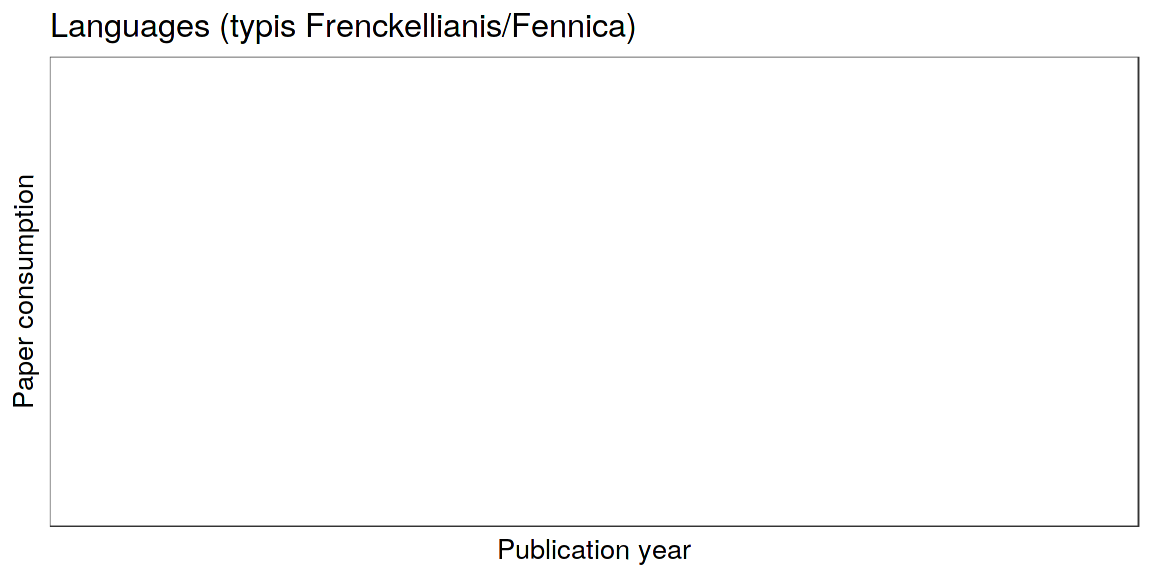 Languages (typis Frenckellianis/Fennica)
Paper consumption
Publication year